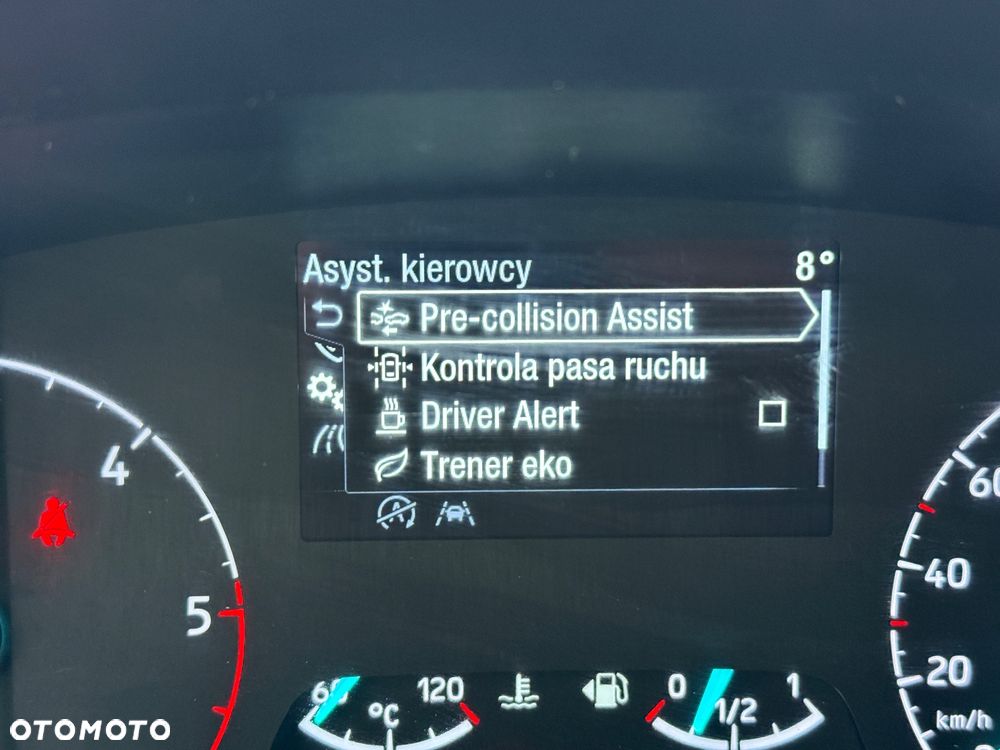 Asyst. kierowcy 8°
Pre-collision Assist
Kontrola pasa ruchu
Driver Alert
Trener eko
A
4
5
60
40
20
km/h
60 120
°C
0 1/2 1
OTOMOTO